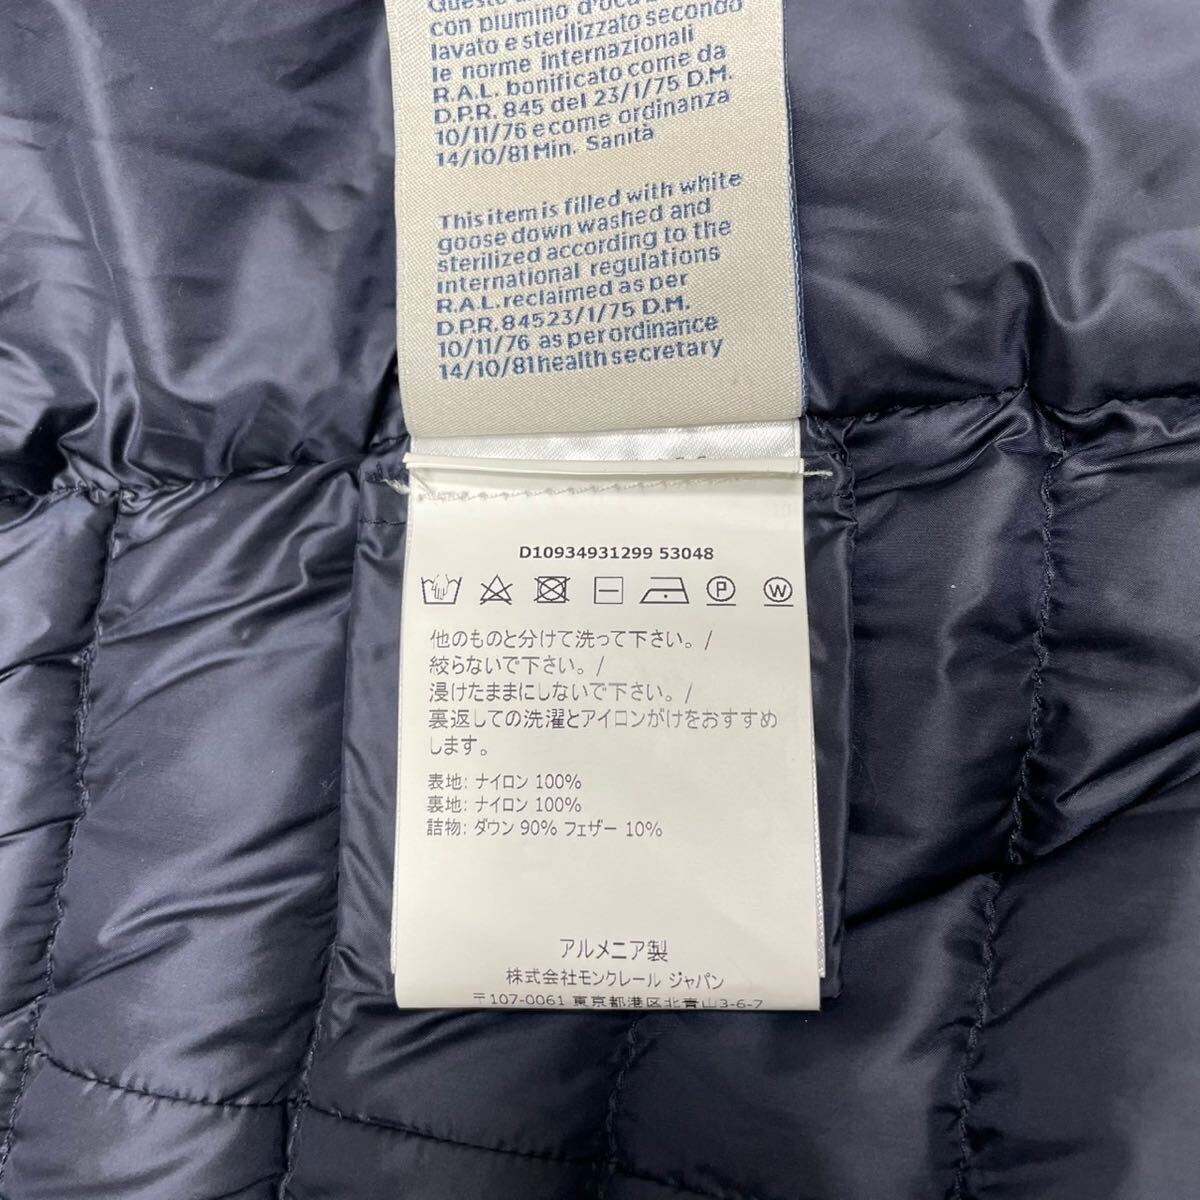 con piumino d'oca
lavato e sterilizzato secondo
le norme internazionali
R.A.L. bonificato come da
D.P.R. 845 del 23/1/75 D.M.
10/11/76 e come ordinanza
14/10/81 Min. Sanità
This item is filled with white
goose down washed and
sterilized according to the
international regulations
R.A.L. reclaimed as per
D.P.R. 84523/1/75 D.M.
10/11/76 as per ordinance
14/10/81 health secretary
D10934931299 53048
P W
他のものと分けて洗って下さい。/
絞らないで下さい。/
浸けたままにしないで下さい。/
裏返しての洗濯とアイロンがけをおすすめ
します。
表地: ナイロン 100%
裏地: ナイロン 100%
詰物: ダウン 90% フェザー 10%
アルメニア製
株式会社モンクレール ジャパン
〒107-0061 東京都港区北青山3-6-7